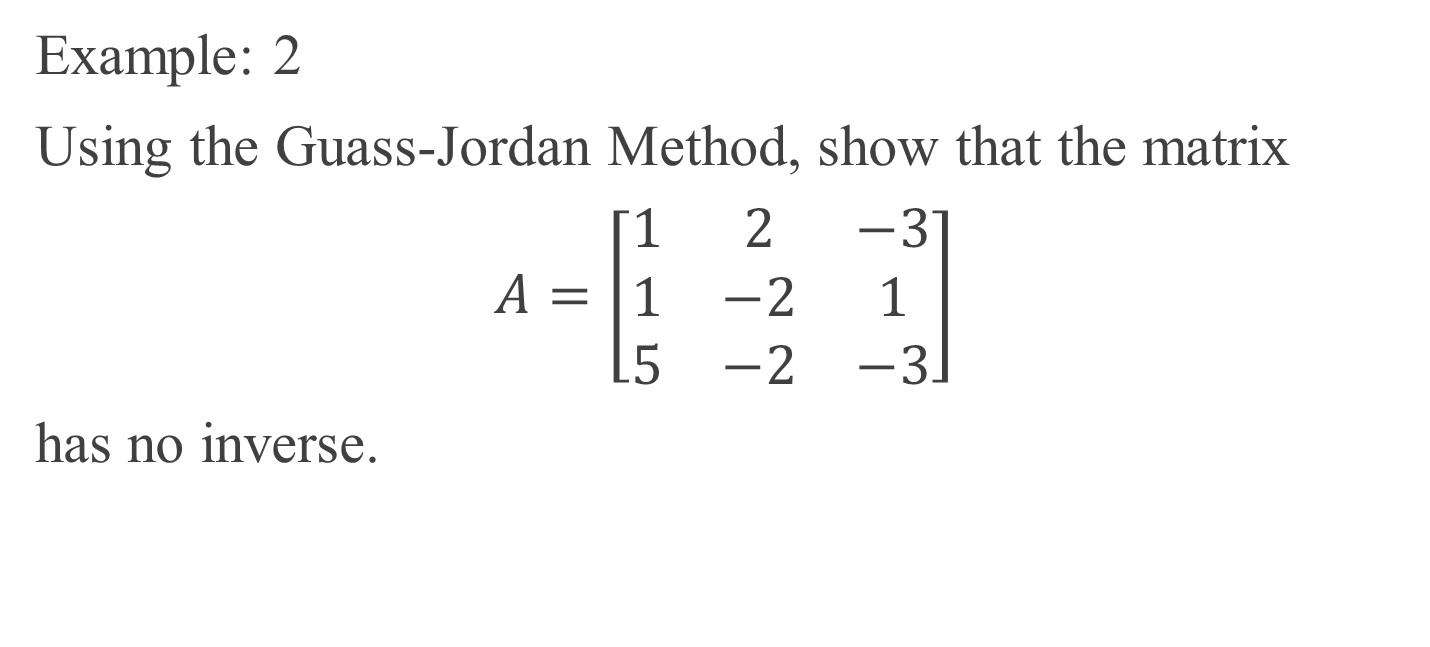 Example: 2
Using the Guass-Jordan Method, show that the matrix
A = [1 2 −3
1 −2 1
5 −2 −3]
has no inverse.